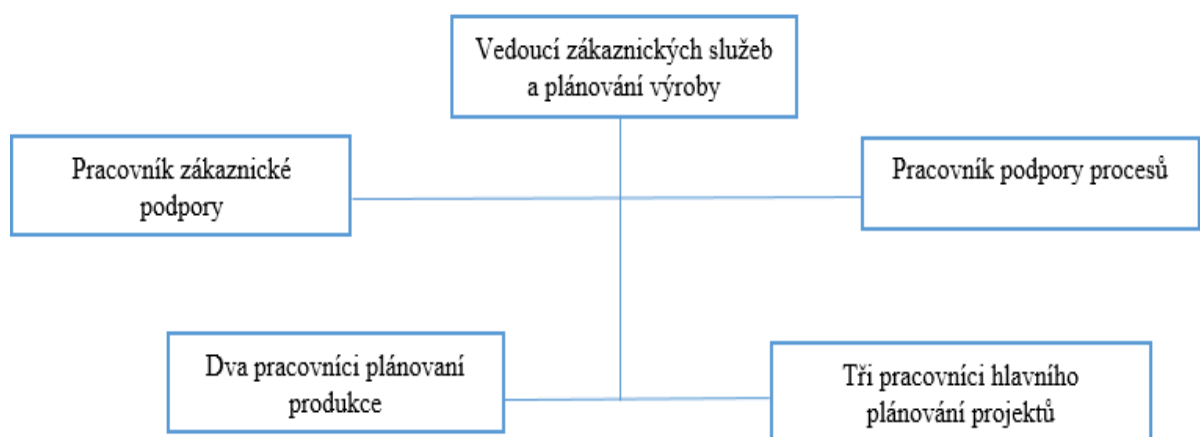 Vedoucí zákaznických služeb
a plánování výroby
Pracovník zákaznické
podpory
Pracovník podpory procesů
Dva pracovníci plánovaní
produkce
Tři pracovníci hlavního
plánování projektů